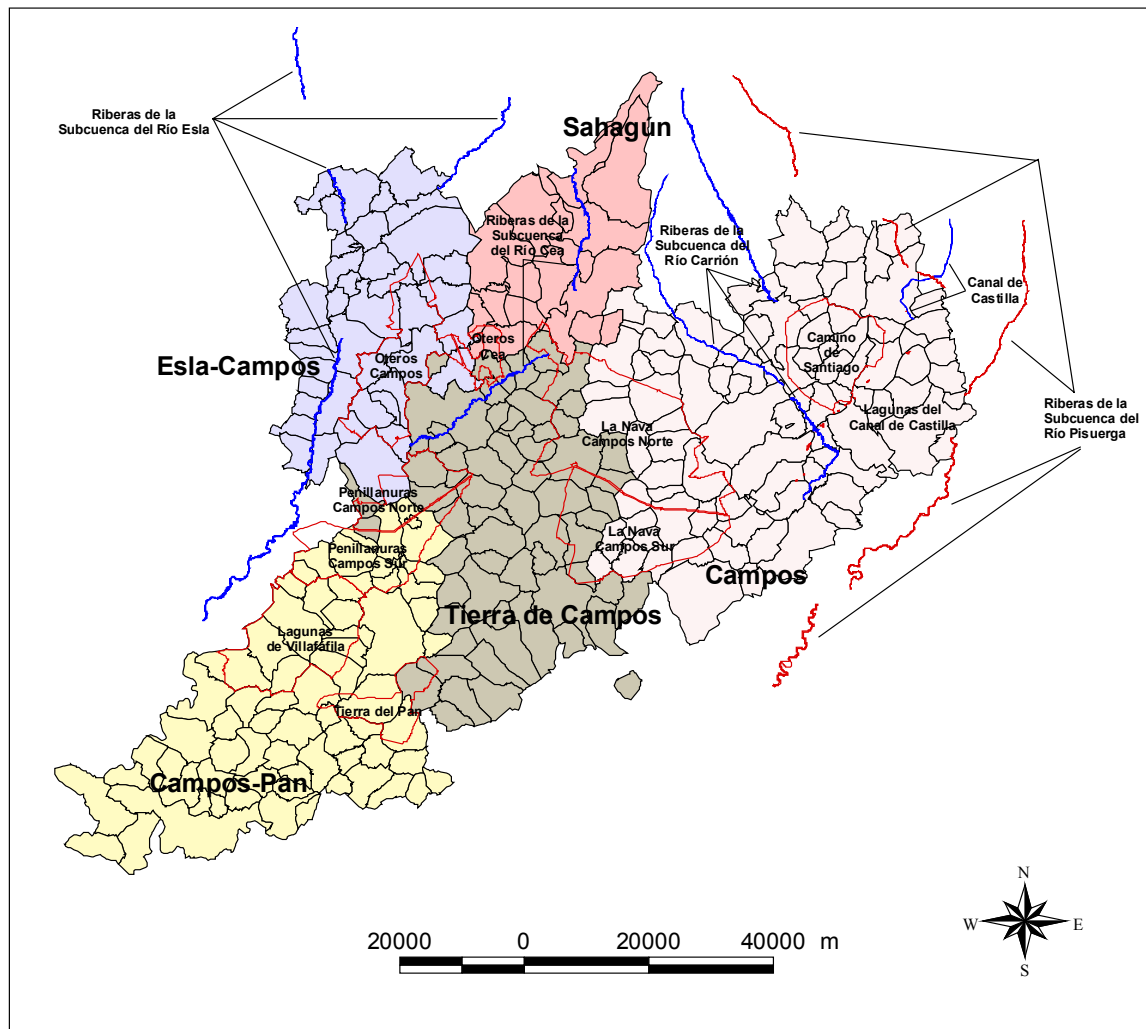 Sahagún
Riberas de la
Subcuenca del Río Esla
Riberas de la
Subcuenca
del Río Cea
Riberas de la
Subcuenca del
Río Carrión
Canal de
Castilla
Esla-Campos
Oteros
Campos
Oteros
Cea
Camino
de
Santiago
Lagunas del
Canal de Castilla
Riberas de la
Subcuenca del
Río Pisuerga
La Nava
Campos Norte
Penillanuras
Campos Norte
Penillanuras
Campos Sur
La Nava
Campos Sur
Campos
Tierra de Campos
Lagunas
de Villafáfila
Tierra del Pan
Campos-Pan
N
W
E
S
20000 0 20000 40000 m